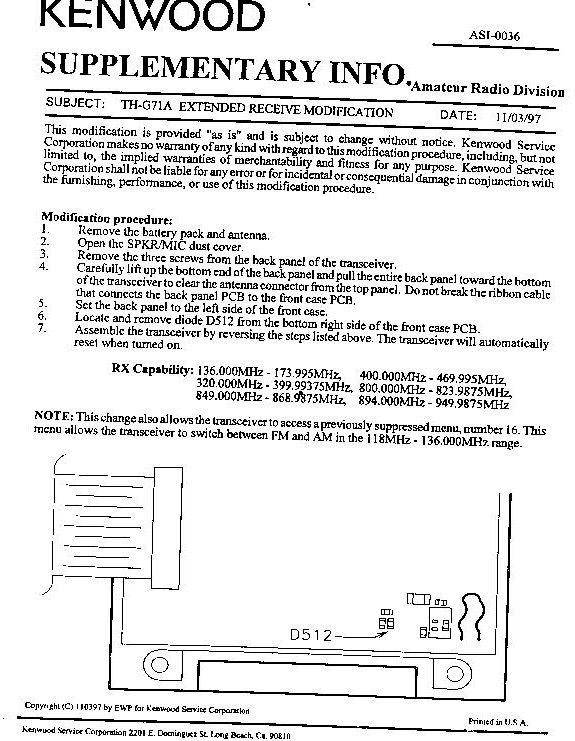 KENWOOD
ASI-0036
SUPPLEMENTARY INFO.
Amateur Radio Division
SUBJECT: TH-G71A EXTENDED RECEIVE MODIFICATION DATE: 11/03/97
This modification is provided "as is" and is subject to change without notice. Kenwood Service
Corporation makes no warranty of any kind with regard to this modification procedure, including, but not
limited to, the implied warranties of merchantability and fitness for any purpose. Kenwood Service
Corporation shall not be liable for any error or for incidental or consequential damage in conjunction with
the furnishing, performance, or use of this modification procedure.
Modification procedure:
1. Remove the battery pack and antenna.
2. Open the SPKR/MIC dust cover.
3. Remove the three screws from the back panel of the transceiver.
4. Carefully lift up the bottom end of the back panel and pull the entire back panel toward the bottom
of the transceiver to clear the antenna connector from the top panel. Do not break the ribbon cable
that connects the back panel PCB to the front case PCB.
5. Set the back panel to the left side of the front case.
6. Locate and remove diode D512 from the bottom right side of the front case PCB.
7. Assemble the transceiver by reversing the steps listed above. The transceiver will automatically
reset when turned on.
RX Capability: 136.000MHz - 173.995MHz, 400.000MHz - 469.995MHz,
320.000MHz - 399.99375MHz, 800.000MHz - 823.9875MHz,
849.000MHz - 868.9875MHz, 894.000MHz - 949.9875MHz
NOTE: This change also allows the transceiver to access a previously suppressed menu, number 16. This
menu allows the transceiver to switch between FM and AM in the 118MHz - 136.000MHz range.
D512
Copyright (C) 110397 by EWP for Kenwood Service Corporation
Printed in U.S.A.
Kenwood Service Corporation 2201 E. Dominguez St. Long Beach, Ca. 90810